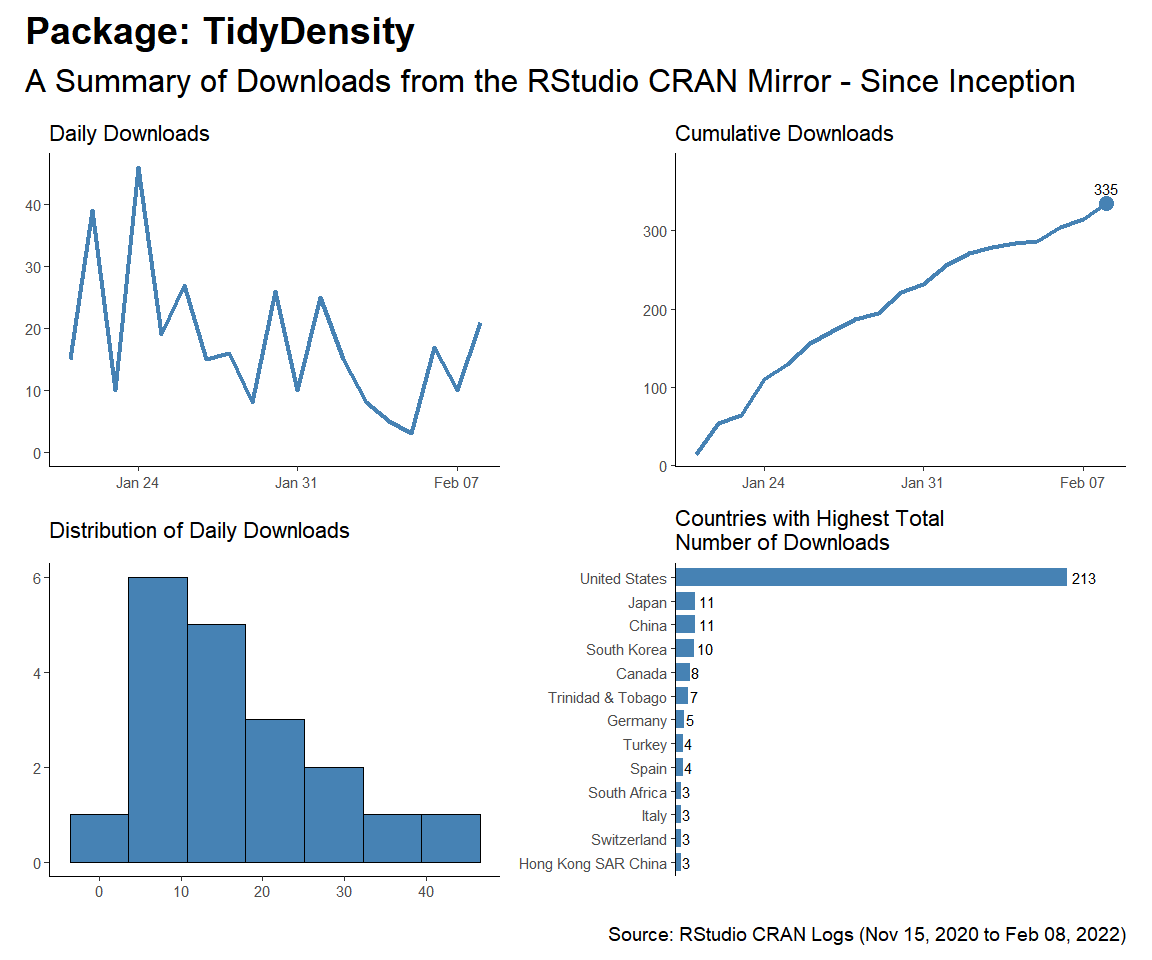 Package: TidyDensity
A Summary of Downloads from the RStudio CRAN Mirror - Since Inception
Daily Downloads
40
30
20
10
0
Jan 24 Jan 31 Feb 07
Cumulative Downloads
335
300
200
100
0
Jan 24 Jan 31 Feb 07
Distribution of Daily Downloads
6
4
2
0
0 10 20 30 40
Countries with Highest Total
Number of Downloads
United States 213
Japan 11
China 11
South Korea 10
Canada 8
Trinidad & Tobago 7
Germany 5
Turkey 4
Spain 4
South Africa 3
Italy 3
Switzerland 3
Hong Kong SAR China 3
Source: RStudio CRAN Logs (Nov 15, 2020 to Feb 08, 2022)